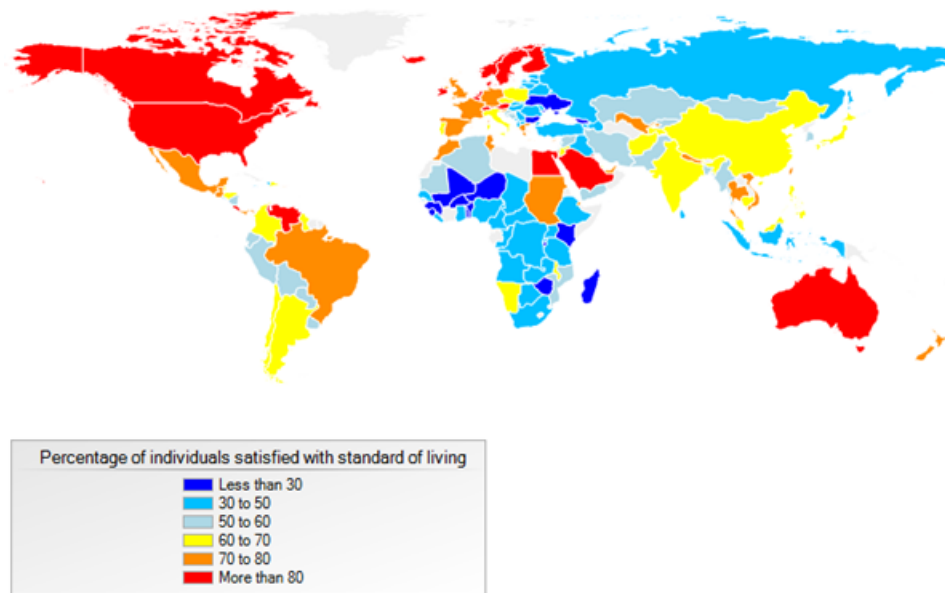 Percentage of individuals satisfied with standard of living
Less than 30
30 to 50
50 to 60
60 to 70
70 to 80
More than 80